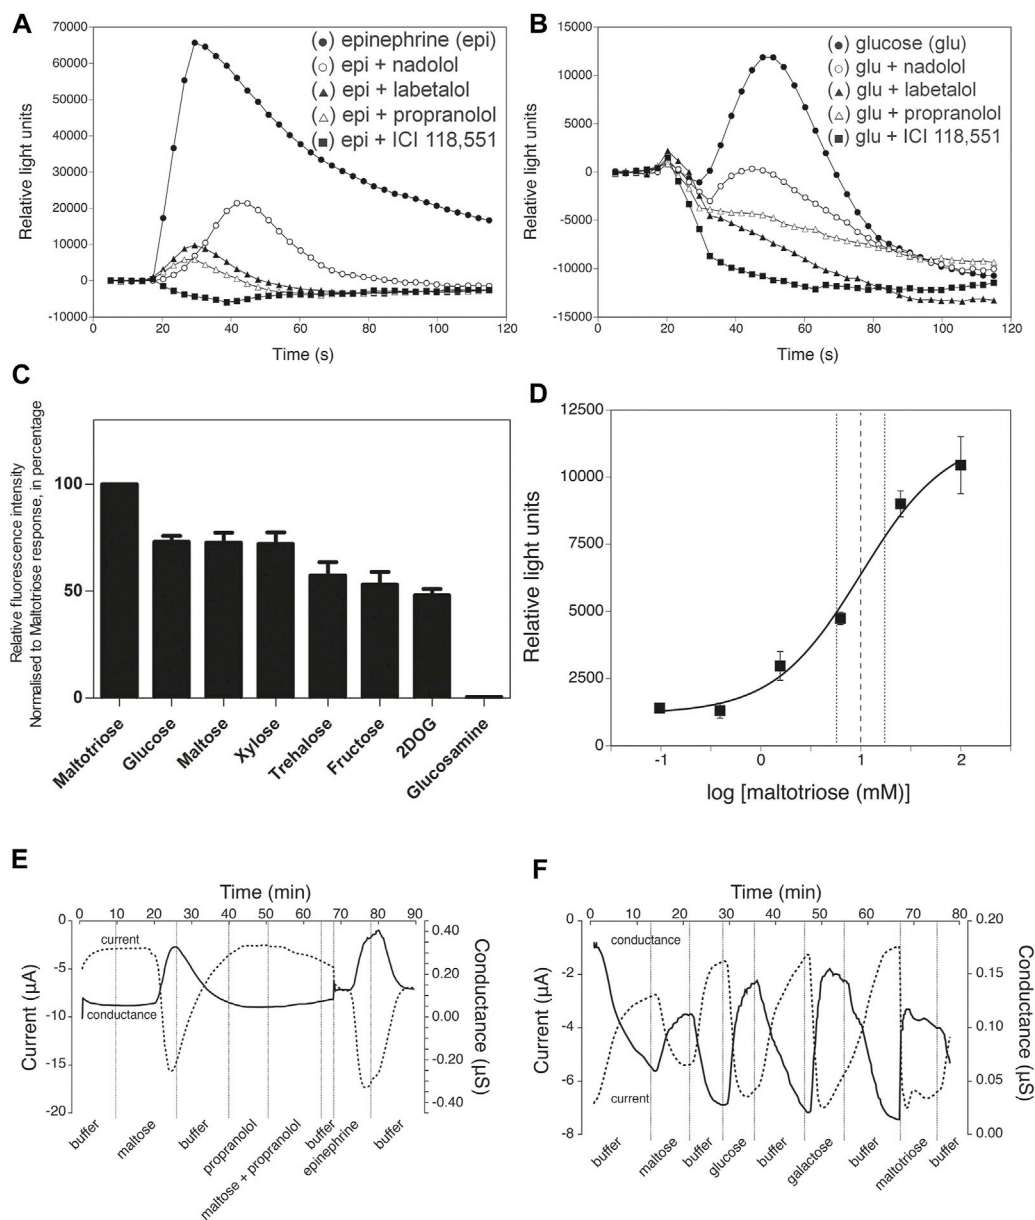 A
70000
60000
50000
40000
30000
20000
10000
0
-10000
Relative light units
(●) epinephrine (epi)
(○) epi + nadolol
(▲) epi + labetalol
(△) epi + propranolol
(■) epi + ICI 118,551
0 20 40 60 80 100 120
Time (s)
B
15000
10000
5000
0
-5000
-10000
-15000
Relative light units
(●) glucose (glu)
(○) glu + nadolol
(▲) glu + labetalol
(△) glu + propranolol
(■) glu + ICI 118,551
0 20 40 60 80 100 120
Time (s)
C
Relative fluorescence intensity
Normalised to Maltotriose response, in percentage
100
50
0
Maltotriose
Glucose
Maltose
Xylose
Trehalose
Fructose
2DOG
Glucosamine
D
12500
10000
7500
5000
2500
0
Relative light units
-1 0 1 2
log [maltotriose (mM)]
E
Time (min)
0 10 20 30 40 50 60 70 80 90
0
-5
-10
-15
-20
Current (µA)
current
conductance
0.40
0.20
0.00
-0.20
-0.40
Conductance (µS)
buffer
maltose
buffer
propranolol
maltose + propranolol
buffer
epinephrine
buffer
F
Time (min)
0 10 20 30 40 50 60 70 80
0
-2
-4
-6
-8
Current (µA)
conductance
current
0.20
0.15
0.10
0.05
0.00
Conductance (µS)
buffer
maltose
buffer
glucose
buffer
galactose
buffer
maltotriose
buffer